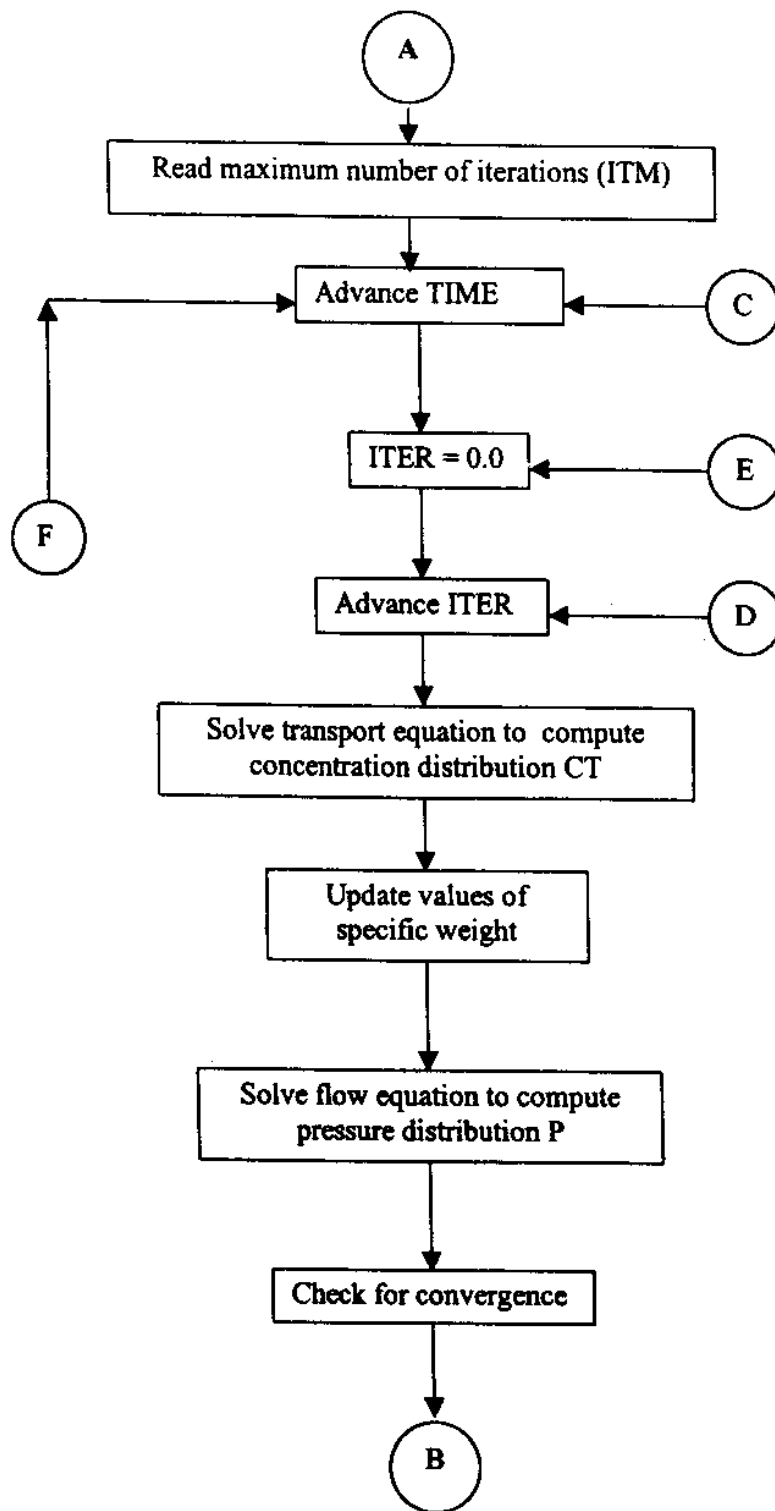 A
Read maximum number of iterations (ITM)
Advance TIME
C
ITER = 0.0
E
F
Advance ITER
D
Solve transport equation to compute
concentration distribution CT
Update values of
specific weight
Solve flow equation to compute
pressure distribution P
Check for convergence
B